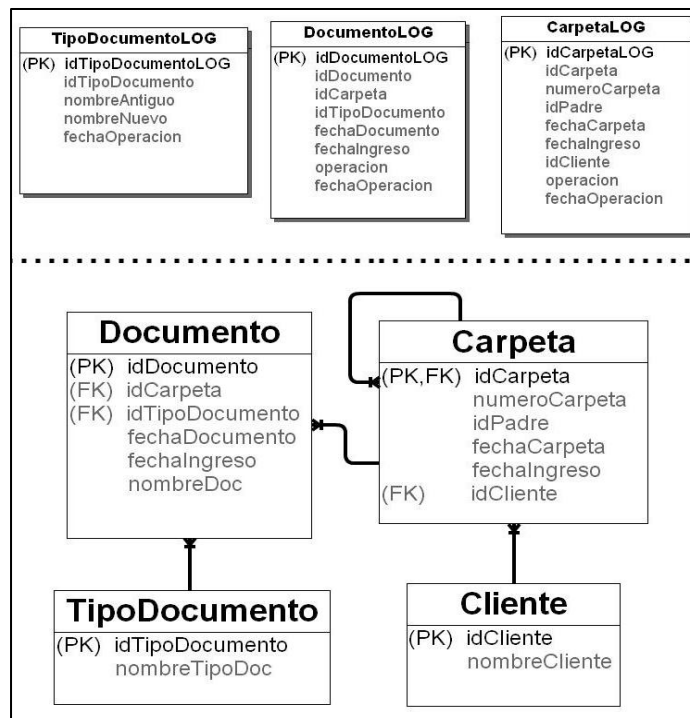 TipoDocumentoLOG
(PK) idTipoDocumentoLOG
idTipoDocumento
nombreAntiguo
nombreNuevo
fechaOperacion
DocumentoLOG
(PK) idDocumentoLOG
idDocumento
idCarpeta
idTipoDocumento
fechaDocumento
fechaIngreso
operacion
fechaOperacion
CarpetaLOG
(PK) idCarpetaLOG
idCarpeta
numeroCarpeta
idPadre
fechaCarpeta
fechaIngreso
idCliente
operacion
fechaOperacion
Documento
(PK) idDocumento
(FK) idCarpeta
(FK) idTipoDocumento
fechaDocumento
fechaIngreso
nombreDoc
Carpeta
(PK,FK) idCarpeta
numeroCarpeta
idPadre
fechaCarpeta
fechaIngreso
(FK) idCliente
TipoDocumento
(PK) idTipoDocumento
nombreTipoDoc
Cliente
(PK) idCliente
nombreCliente